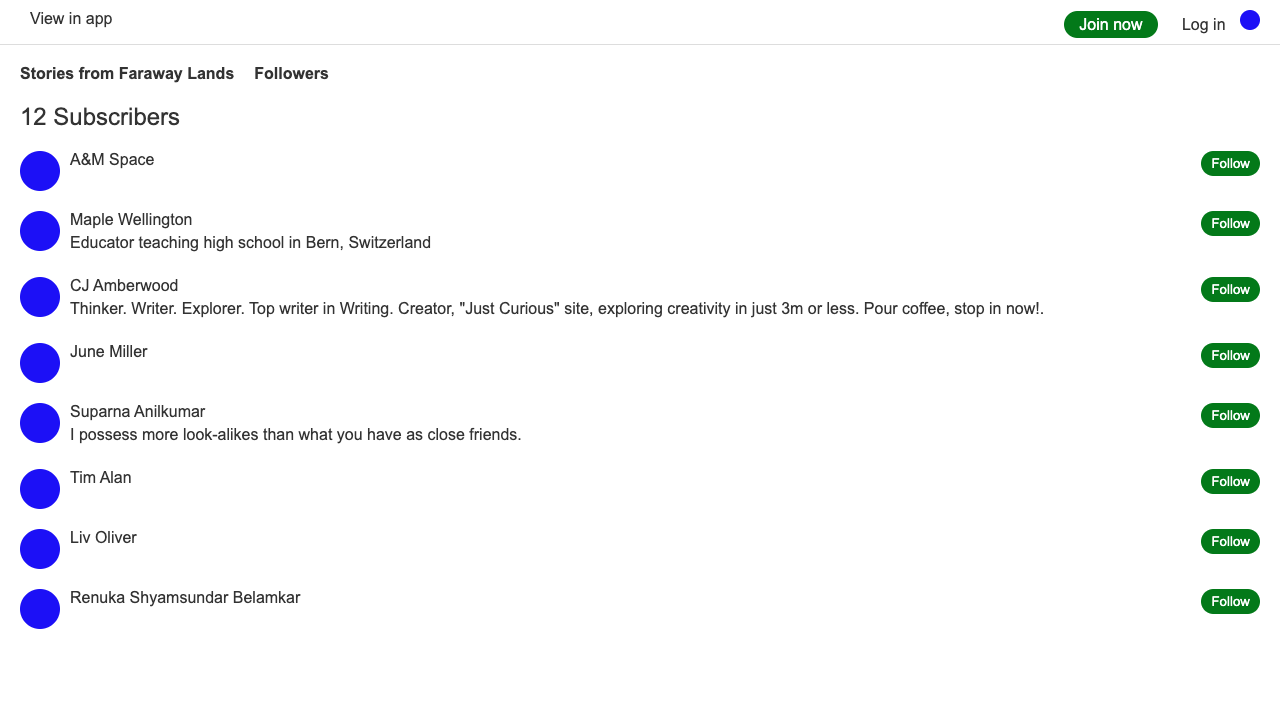 View in app
Join now
Log in
Stories from Faraway Lands
Followers
12 Subscribers
A&M Space
Follow
Maple Wellington
Follow
Educator teaching high school in Bern, Switzerland
CJ Amberwood
Follow
Thinker. Writer. Explorer. Top writer in Writing. Creator, "Just Curious" site, exploring creativity in just 3m or less. Pour coffee, stop in now!.
June Miller
Follow
Suparna Anilkumar
Follow
I possess more look-alikes than what you have as close friends.
Tim Alan
Follow
Liv Oliver
Follow
Renuka Shyamsundar Belamkar
Follow